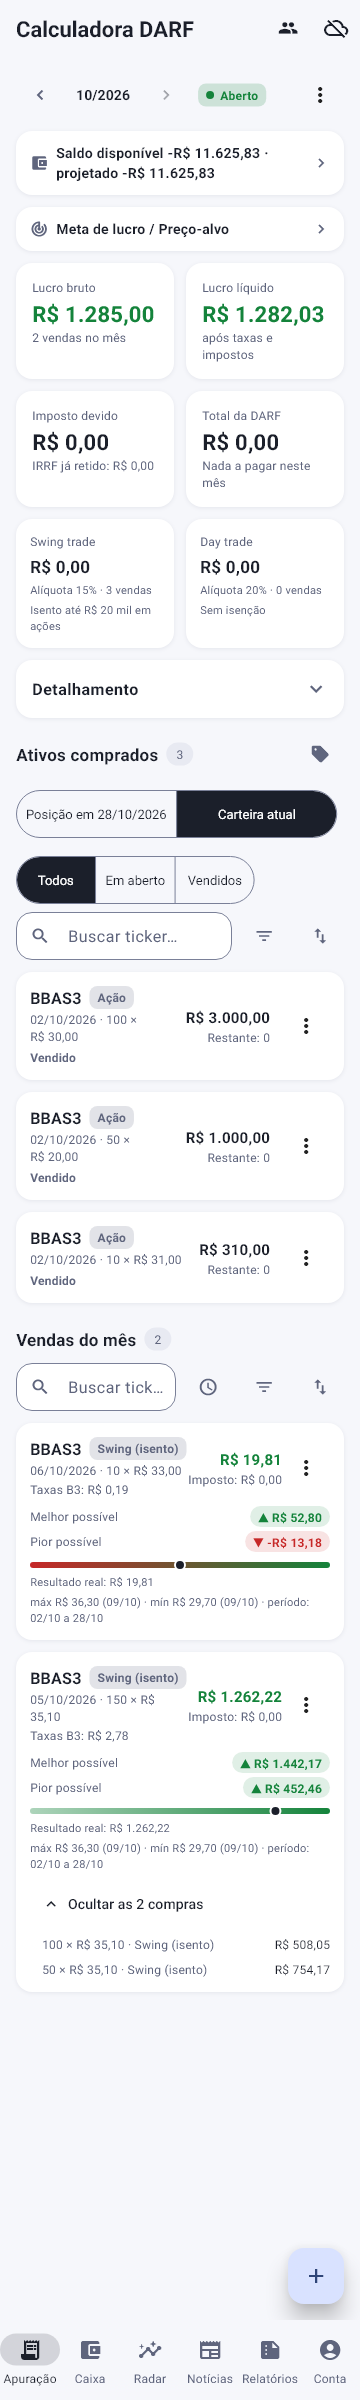 Calculadora DARF
10/2026
Aberto
Saldo disponível -R$ 11.625,83 ·
projetado -R$ 11.625,83
Meta de lucro / Preço-alvo
Lucro bruto
R$ 1.285,00
2 vendas no mês
Lucro líquido
R$ 1.282,03
após taxas e
impostos
Imposto devido
R$ 0,00
IRRF já retido: R$ 0,00
Total da DARF
R$ 0,00
Nada a pagar neste
mês
Swing trade
R$ 0,00
Alíquota 15% · 3 vendas
Isento até R$ 20 mil em
ações
Day trade
R$ 0,00
Alíquota 20% · 0 vendas
Sem isenção
Detalhamento
Ativos comprados 3
Posição em 28/10/2026
Carteira atual
Todos
Em aberto
Vendidos
Buscar ticker...
BBAS3 Ação
02/10/2026 · 100 ×
R$ 30,00
Vendido
R$ 3.000,00
Restante: 0
BBAS3 Ação
02/10/2026 · 50 ×
R$ 20,00
Vendido
R$ 1.000,00
Restante: 0
BBAS3 Ação
02/10/2026 · 10 × R$ 31,00
Vendido
R$ 310,00
Restante: 0
Vendas do mês 2
Buscar tick...
BBAS3 Swing (isento)
06/10/2026 · 10 × R$ 33,00
Taxas B3: R$ 0,19
R$ 19,81
Imposto: R$ 0,00
Melhor possível
▲ R$ 52,80
Pior possível
▼ -R$ 13,18
Resultado real: R$ 19,81
máx R$ 36,30 (09/10) · mín R$ 29,70 (09/10) · período:
02/10 a 28/10
BBAS3 Swing (isento)
05/10/2026 · 150 × R$
35,10
Taxas B3: R$ 2,78
R$ 1.262,22
Imposto: R$ 0,00
Melhor possível
▲ R$ 1.442,17
Pior possível
▲ R$ 452,46
Resultado real: R$ 1.262,22
máx R$ 36,30 (09/10) · mín R$ 29,70 (09/10) · período:
02/10 a 28/10
Ocultar as 2 compras
100 × R$ 35,10 · Swing (isento) R$ 508,05
50 × R$ 35,10 · Swing (isento) R$ 754,17
+
Apuração
Caixa
Radar
Notícias
Relatórios
Conta